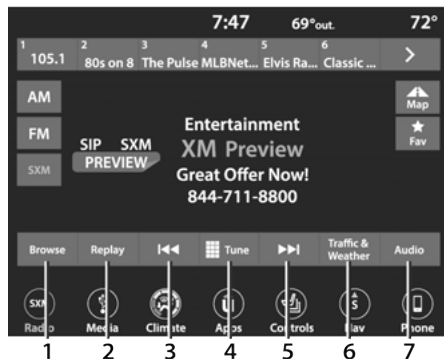 7:47 69°out. 72°
1 2 3 4 5 6
105.1 80s on 8 The Pulse MLBNet... Elvis Ra... Classic ...
AM
FM
SXM
SIP SXM
PREVIEW
Entertainment
XM Preview
Great Offer Now!
844-711-8800
Map
Fav
Browse Replay Tune Traffic & Weather Audio
SXM S
Radio Media Climate Apps Controls Nav Phone
1 2 3 4 5 6 7